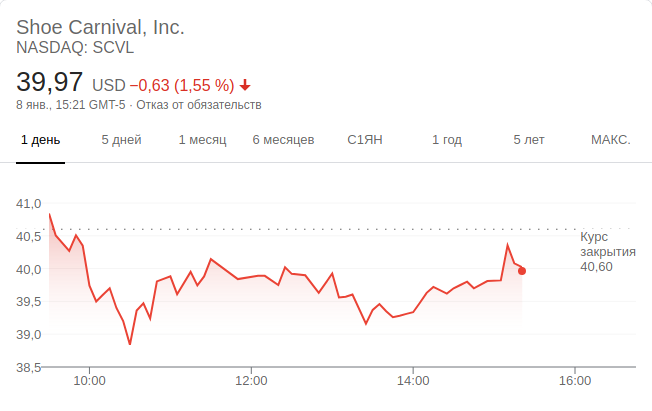 Shoe Carnival, Inc.
NASDAQ: SCVL
39,97 USD −0,63 (1,55 %)
8 янв., 15:21 GMT-5 · Отказ от обязательств
1 день 5 дней 1 месяц 6 месяцев С1ЯН 1 год 5 лет МАКС.
41,0
40,5
40,0
39,5
39,0
38,5
Курс
закрытия
40,60
10:00 12:00 14:00 16:00